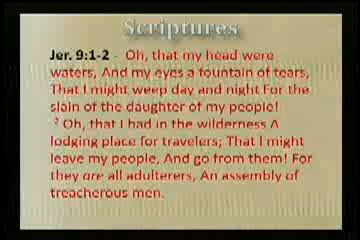 Scriptures
Jer. 9:1-2 - Oh, that my head were
waters, And my eyes a fountain of tears,
That I might weep day and night For the
slain of the daughter of my people!
² Oh, that I had in the wilderness A
lodging place for travelers; That I might
leave my people, And go from them! For
they are all adulterers, An assembly of
treacherous men.